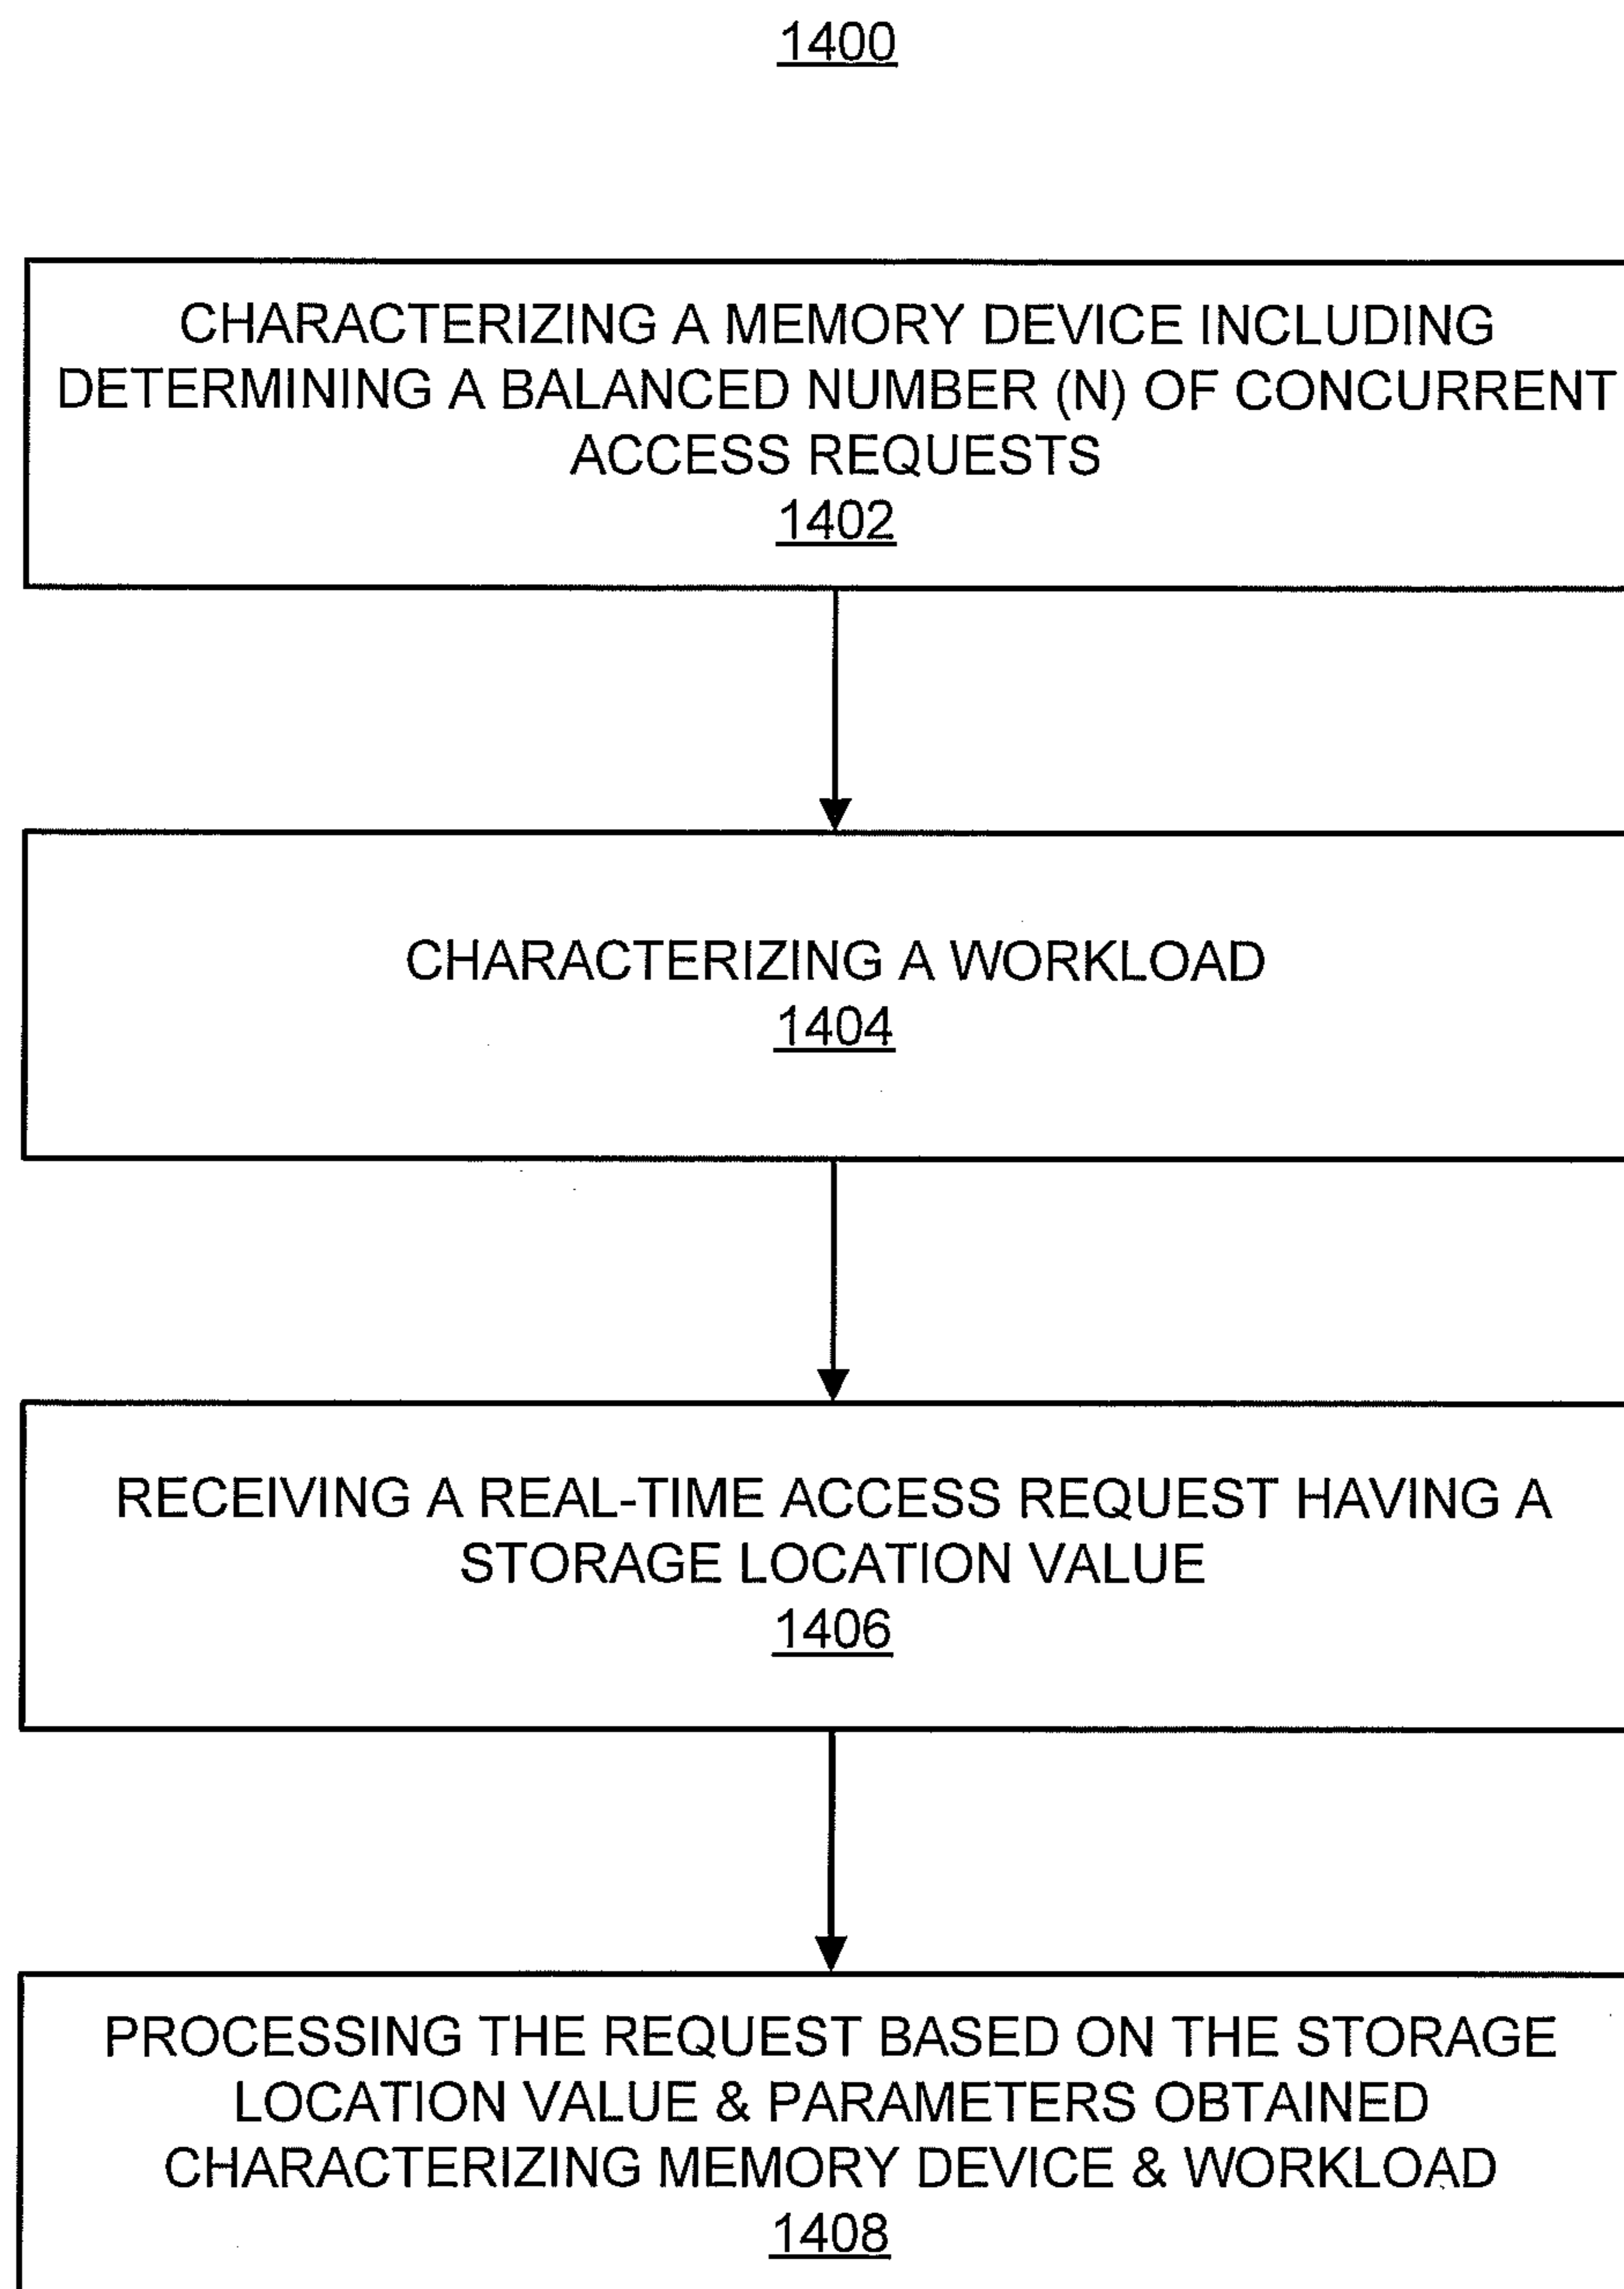 1400
CHARACTERIZING A MEMORY DEVICE INCLUDING
DETERMINING A BALANCED NUMBER (N) OF CONCURRENT
ACCESS REQUESTS
1402
CHARACTERIZING A WORKLOAD
1404
RECEIVING A REAL-TIME ACCESS REQUEST HAVING A
STORAGE LOCATION VALUE
1406
PROCESSING THE REQUEST BASED ON THE STORAGE
LOCATION VALUE & PARAMETERS OBTAINED
CHARACTERIZING MEMORY DEVICE & WORKLOAD
1408